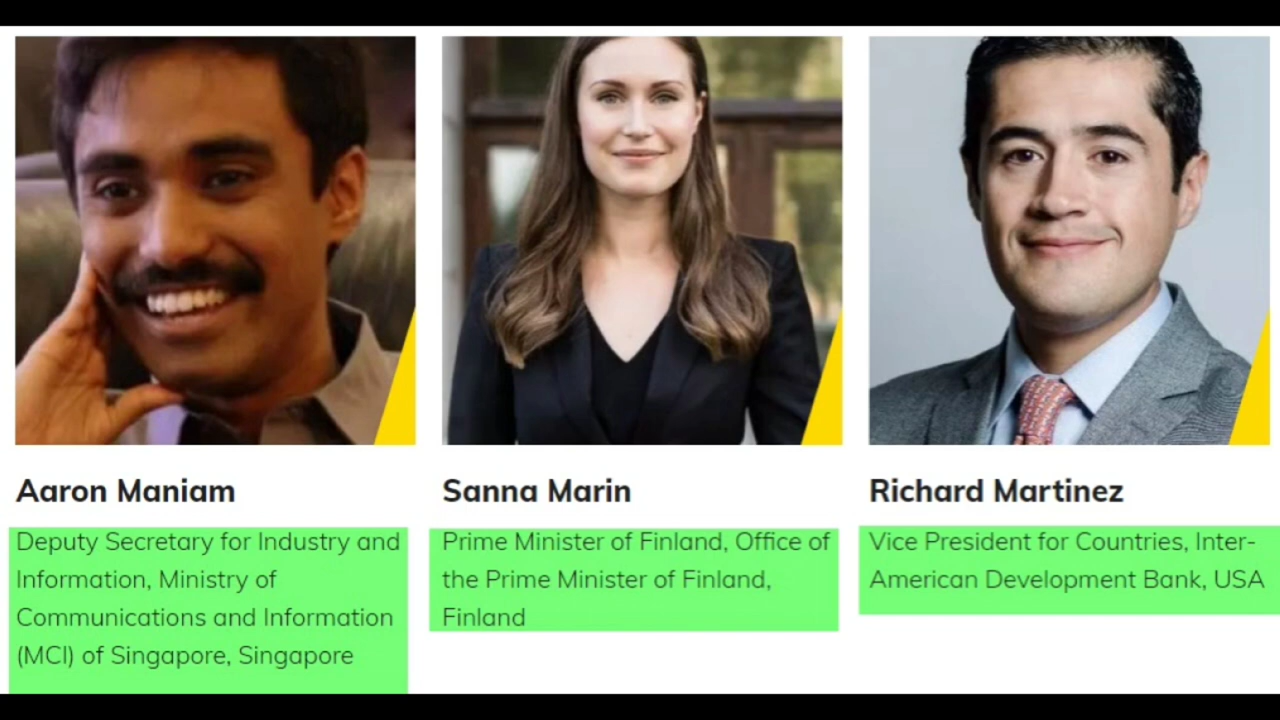 Aaron Maniam
Deputy Secretary for Industry and
Information, Ministry of
Communications and Information
(MCI) of Singapore, Singapore
Sanna Marin
Prime Minister of Finland, Office of
the Prime Minister of Finland,
Finland
Richard Martinez
Vice President for Countries, Inter-
American Development Bank, USA